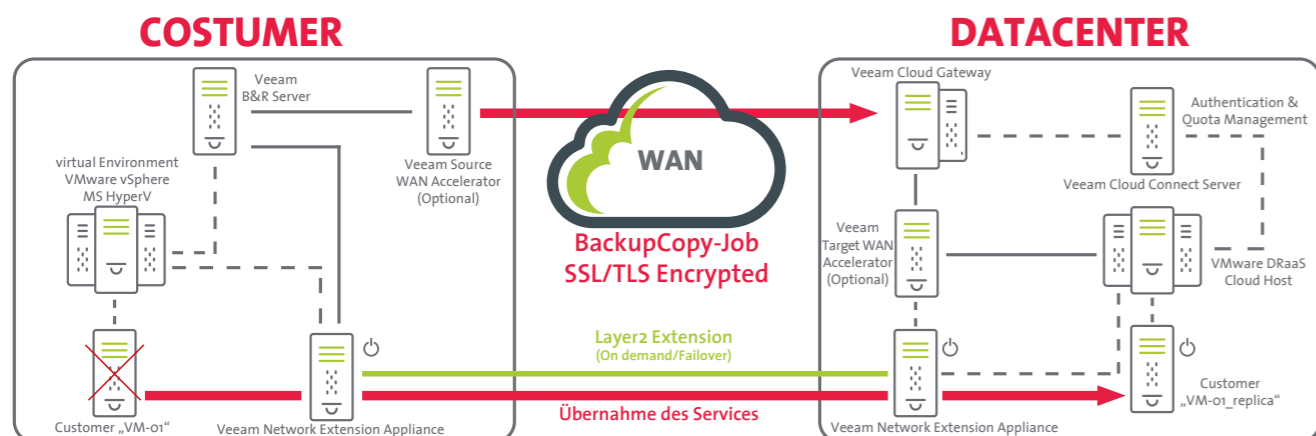 COSTUMER
Veeam
B&R Server
virtual Environment
VMware vSphere
MS HyperV
Veeam Source
WAN Accelerator
(Optional)
Customer „VM-01“
Veeam Network Extension Appliance
WAN
BackupCopy-Job
SSL/TLS Encrypted
Layer2 Extension
(On demand/Failover)
Übernahme des Services
DATACENTER
Veeam Cloud Gateway
Authentication &
Quota Management
Veeam Cloud Connect Server
Veeam
Target WAN
Accelerator
(Optional)
VMware DRaaS
Cloud Host
Veeam Network Extension Appliance
Customer
„VM-01_replica“